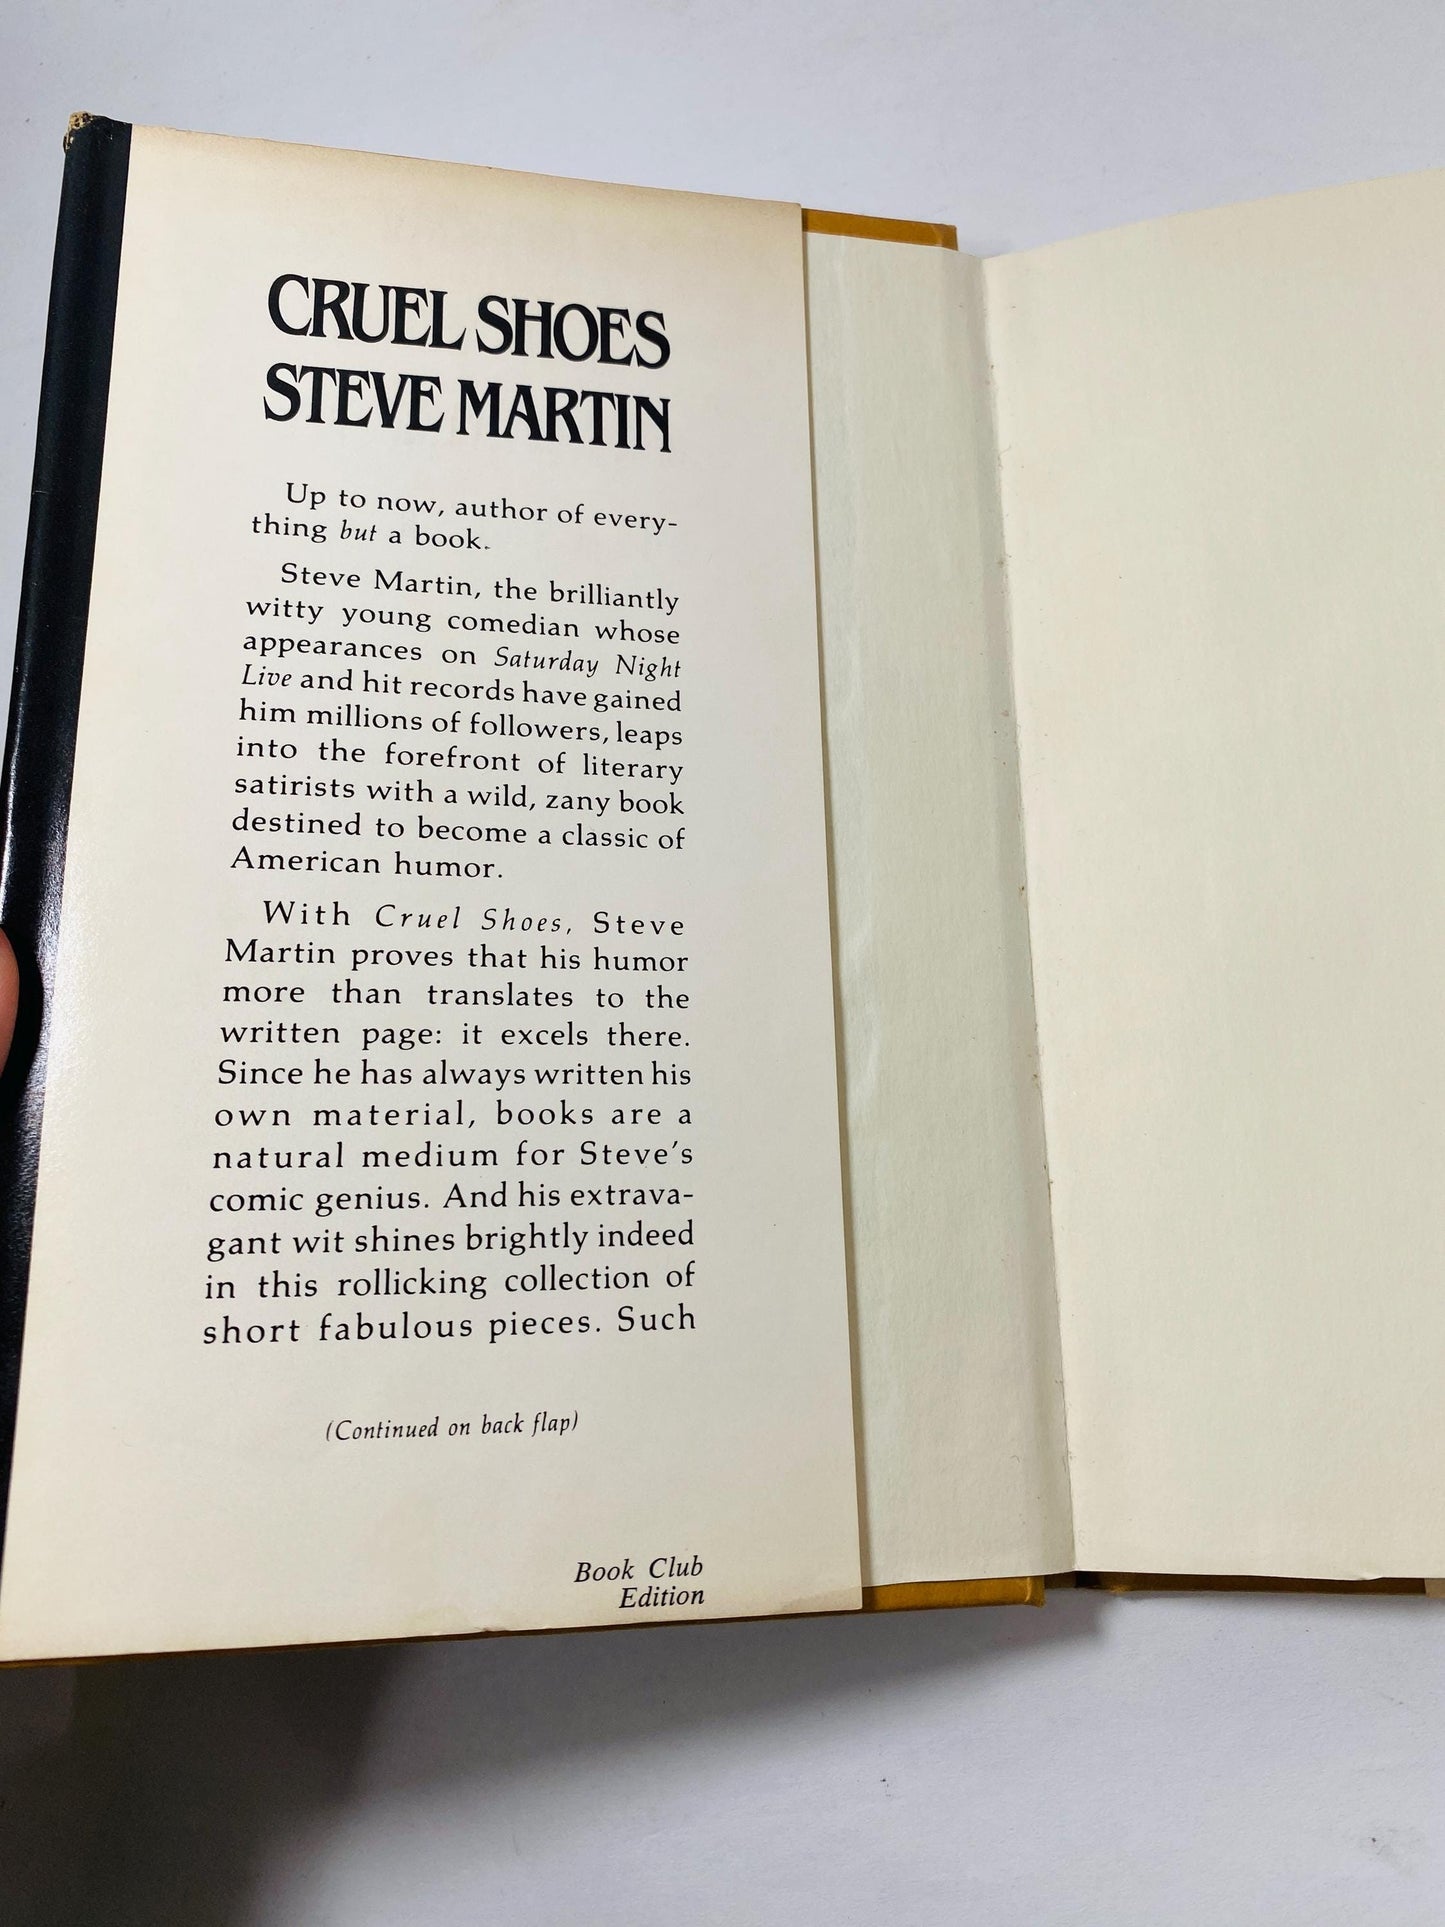 CRUEL SHOES
STEVE MARTIN
Up to now, author of every-
thing but a book.
Steve Martin, the brilliantly
witty young comedian whose
appearances on Saturday Night
Live and hit records have gained
him millions of followers, leaps
into the forefront of literary
satirists with a wild, zany book
destined to become a classic of
American humor.
With Cruel Shoes, Steve
Martin proves that his humor
more than translates to the
written page: it excels there.
Since he has always written his
own material, books are a
natural medium for Steve's
comic genius. And his extrava-
gant wit shines brightly indeed
in this rollicking collection of
short fabulous pieces. Such
(Continued on back flap)
Book Club
Edition